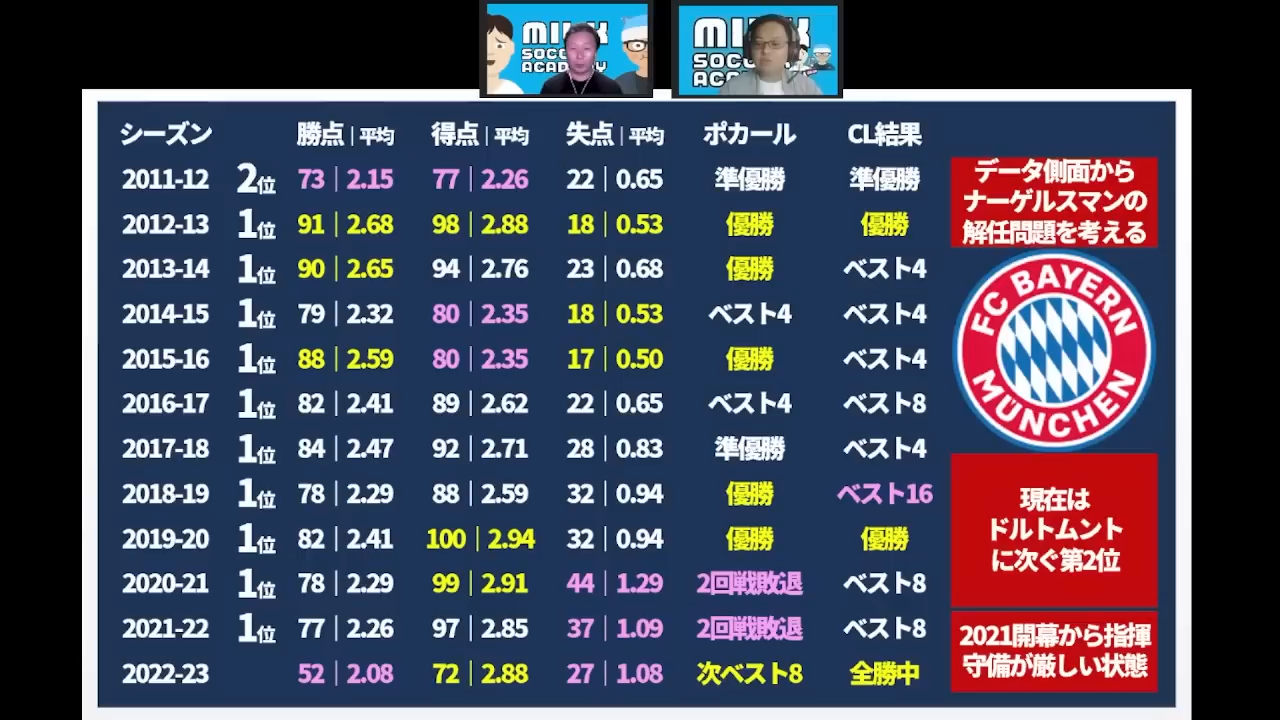 MILK
SOCCER
ACADEMY
MILK
SOC
AC
シーズン 勝点|平均 得点|平均 失点|平均 ポカール CL結果
2011-12 2位 73|2.15 77|2.26 22|0.65 準優勝 準優勝
2012-13 1位 91|2.68 98|2.88 18|0.53 優勝 優勝
2013-14 1位 90|2.65 94|2.76 23|0.68 優勝 ベスト4
2014-15 1位 79|2.32 80|2.35 18|0.53 ベスト4 ベスト4
2015-16 1位 88|2.59 80|2.35 17|0.50 優勝 ベスト4
2016-17 1位 82|2.41 89|2.62 22|0.65 ベスト4 ベスト8
2017-18 1位 84|2.47 92|2.71 28|0.83 準優勝 ベスト4
2018-19 1位 78|2.29 88|2.59 32|0.94 優勝 ベスト16
2019-20 1位 82|2.41 100|2.94 32|0.94 優勝 優勝
2020-21 1位 78|2.29 99|2.91 44|1.29 2回戦敗退 ベスト8
2021-22 1位 77|2.26 97|2.85 37|1.09 2回戦敗退 ベスト8
2022-23 52|2.08 72|2.88 27|1.08 次ベスト8 全勝中
データ側面から
ナーゲルスマンの
解任問題を考える
FC BAYERN
MÜNCHEN
現在は
ドルトムント
に次ぐ第2位
2021開幕から指揮
守備が厳しい状態